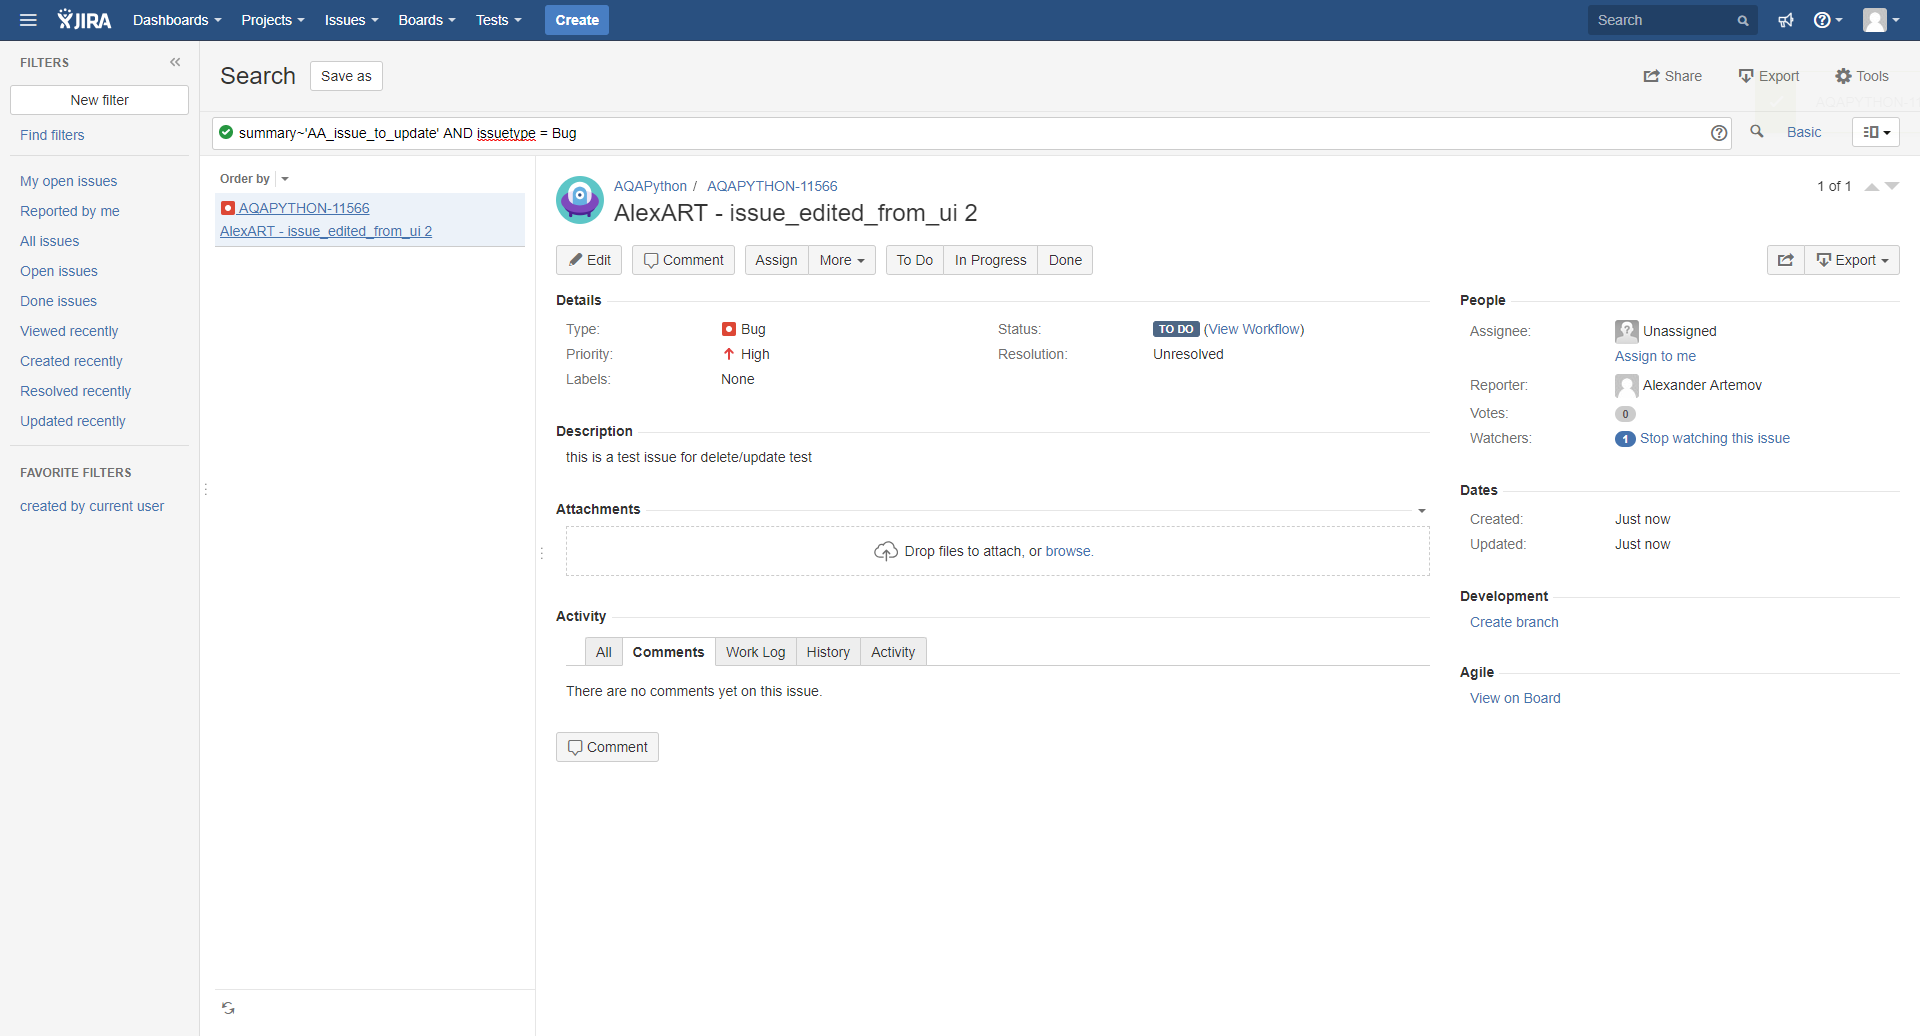 JIRA Dashboards Projects Issues Boards Tests Create Search
FILTERS
New filter
Find filters
My open issues
Reported by me
All issues
Open issues
Done issues
Viewed recently
Created recently
Resolved recently
Updated recently
FAVORITE FILTERS
created by current user
Search Save as Share Export Tools
AQAPYTHON-11
summary~'AA_issue_to_update' AND issuetype = Bug Basic
Order by
AQAPYTHON-11566
AlexART - issue_edited_from_ui 2
AQAPython / AQAPYTHON-11566 1 of 1
AlexART - issue_edited_from_ui 2
Edit Comment Assign More To Do In Progress Done Export
Details
Type: Bug Status: TO DO (View Workflow)
Priority: High Resolution: Unresolved
Labels: None
Description
this is a test issue for delete/update test
Attachments
Drop files to attach, or browse.
Activity
All Comments Work Log History Activity
There are no comments yet on this issue.
Comment
People
Assignee: Unassigned
Assign to me
Reporter: Alexander Artemov
Votes: 0
Watchers: 1 Stop watching this issue
Dates
Created: Just now
Updated: Just now
Development
Create branch
Agile
View on Board